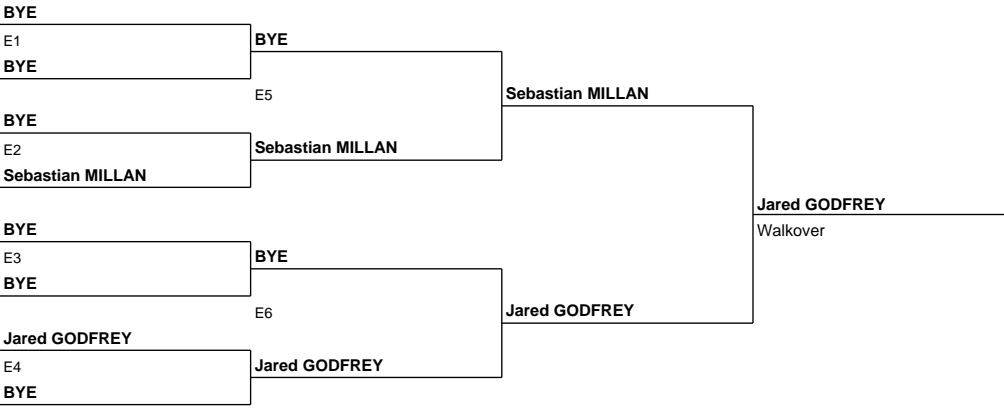 BYE
E1
BYE
BYE
E5
Sebastian MILLAN
BYE
E2
Sebastian MILLAN
Sebastian MILLAN
Jared GODFREY
Walkover
BYE
E3
BYE
BYE
E6
Jared GODFREY
Jared GODFREY
E4
Jared GODFREY
BYE